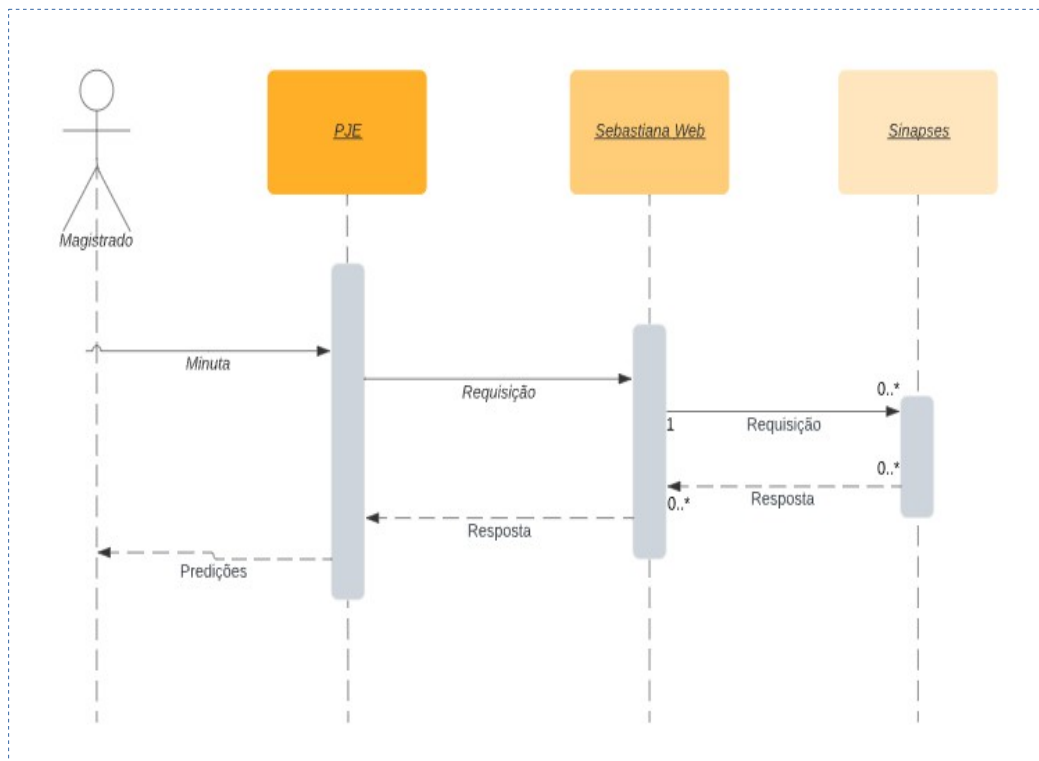 PJE
Sebastiana Web
Sinapses
Magistrado
Minuta
Requisição
0..*
1
Requisição
0..*
Resposta
0..*
Resposta
Predições